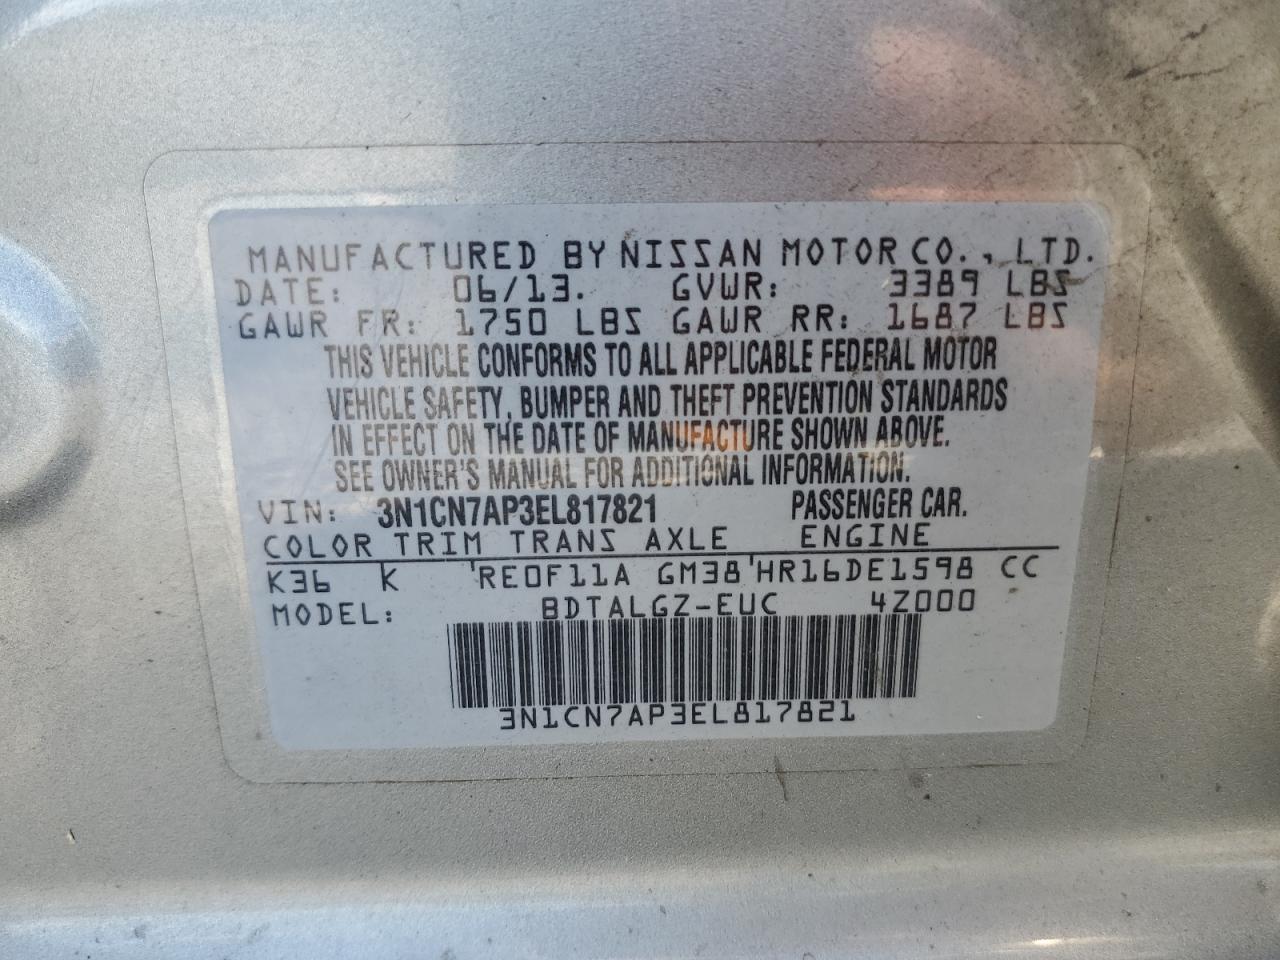 MANUFACTURED BY NISSAN MOTOR CO., LTD.
DATE: 06/13. GVWR: 3389 LBS
GAWR FR: 1750 LBS GAWR RR: 1687 LBS
THIS VEHICLE CONFORMS TO ALL APPLICABLE FEDERAL MOTOR
VEHICLE SAFETY, BUMPER AND THEFT PREVENTION STANDARDS
IN EFFECT ON THE DATE OF MANUFACTURE SHOWN ABOVE.
SEE OWNER'S MANUAL FOR ADDITIONAL INFORMATION.
VIN: 3N1CN7AP3EL817821 PASSENGER CAR.
COLOR TRIM TRANS AXLE ENGINE
K36 K 'RE0F11A GM38'HR16DE1598 CC
MODEL: BDTALGZ-EUC 4Z000
3N1CN7AP3EL817821